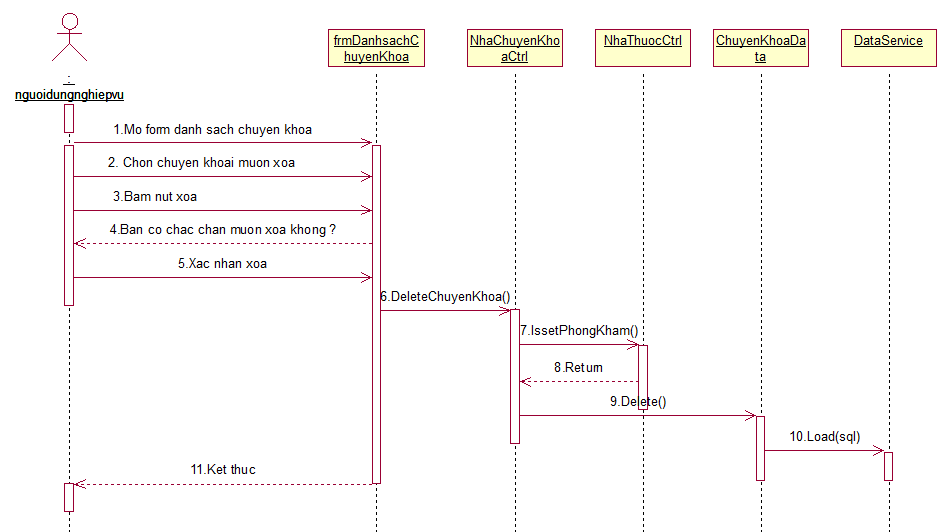 frmDanhsachC
huyenKhoa
NhaChuyenKho
aCtrl
NhaThuocCtrl
ChuyenKhoaDa
ta
DataService
:
nguoidungnghiepvu
1.Mo form danh sach chuyen khoa
2. Chon chuyen khoai muon xoa
3.Bam nut xoa
4.Ban co chac chan muon xoa khong ?
5.Xac nhan xoa
6.DeleteChuyenKhoa()
7.IssetPhongKham()
8.Return
9.Delete()
10.Load(sql)
11.Ket thuc